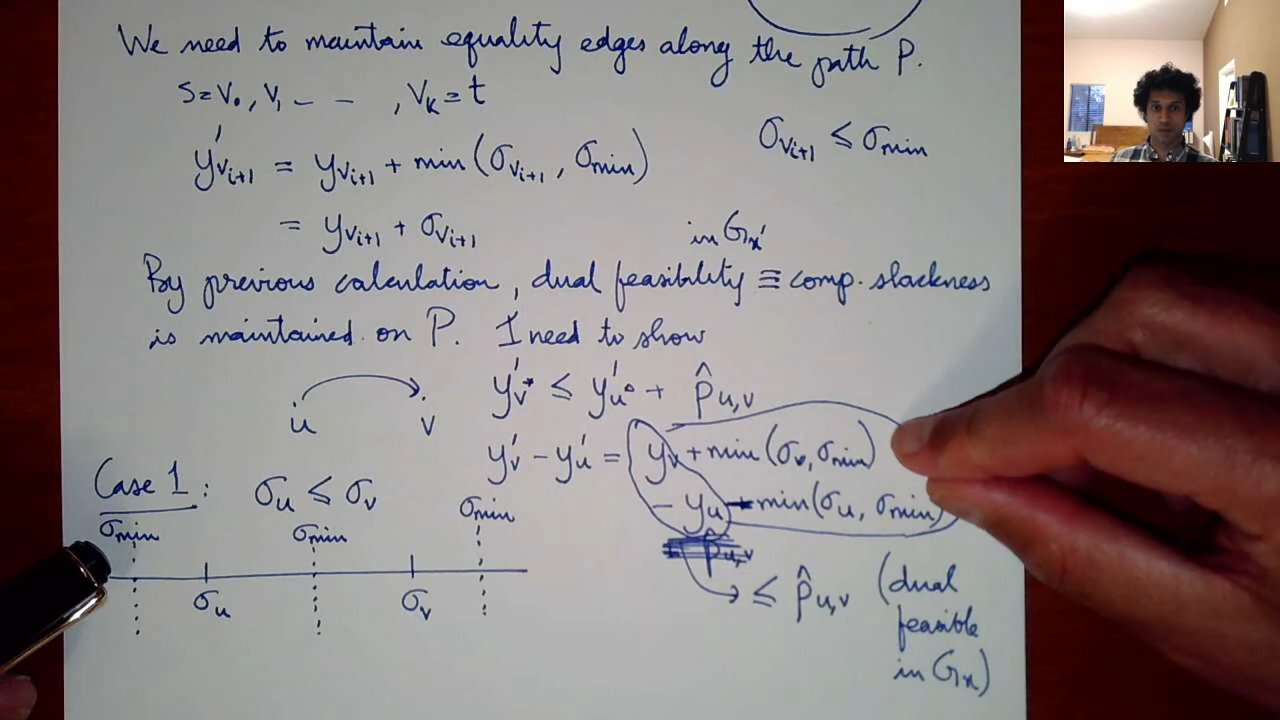 We need to maintain equality edges along the path P.
s = v₀, v₁ - - , v_K = t
y'_{v_{i+1}} = y_{v_{i+1}} + min(σ_{v_{i+1}}, σ_min)
σ_{v_{i+1}} ≤ σ_min
= y_{v_{i+1}} + σ_{v_{i+1}}
in G_{x'}
By previous calculation, dual feasibility ≡ comp. slackness
is maintained on P. I need to show
u v
y'_v ≤ y'_u + p̂_{u,v}
y'_v - y'_u = y_v + min(σ_v, σ_min)
- y_u - min(σ_u, σ_min)
≤ p̂_{u,v} (dual
feasible
in G_x)
Case 1: σ_u ≤ σ_v
σ_min σ_min σ_min
σ_u σ_v